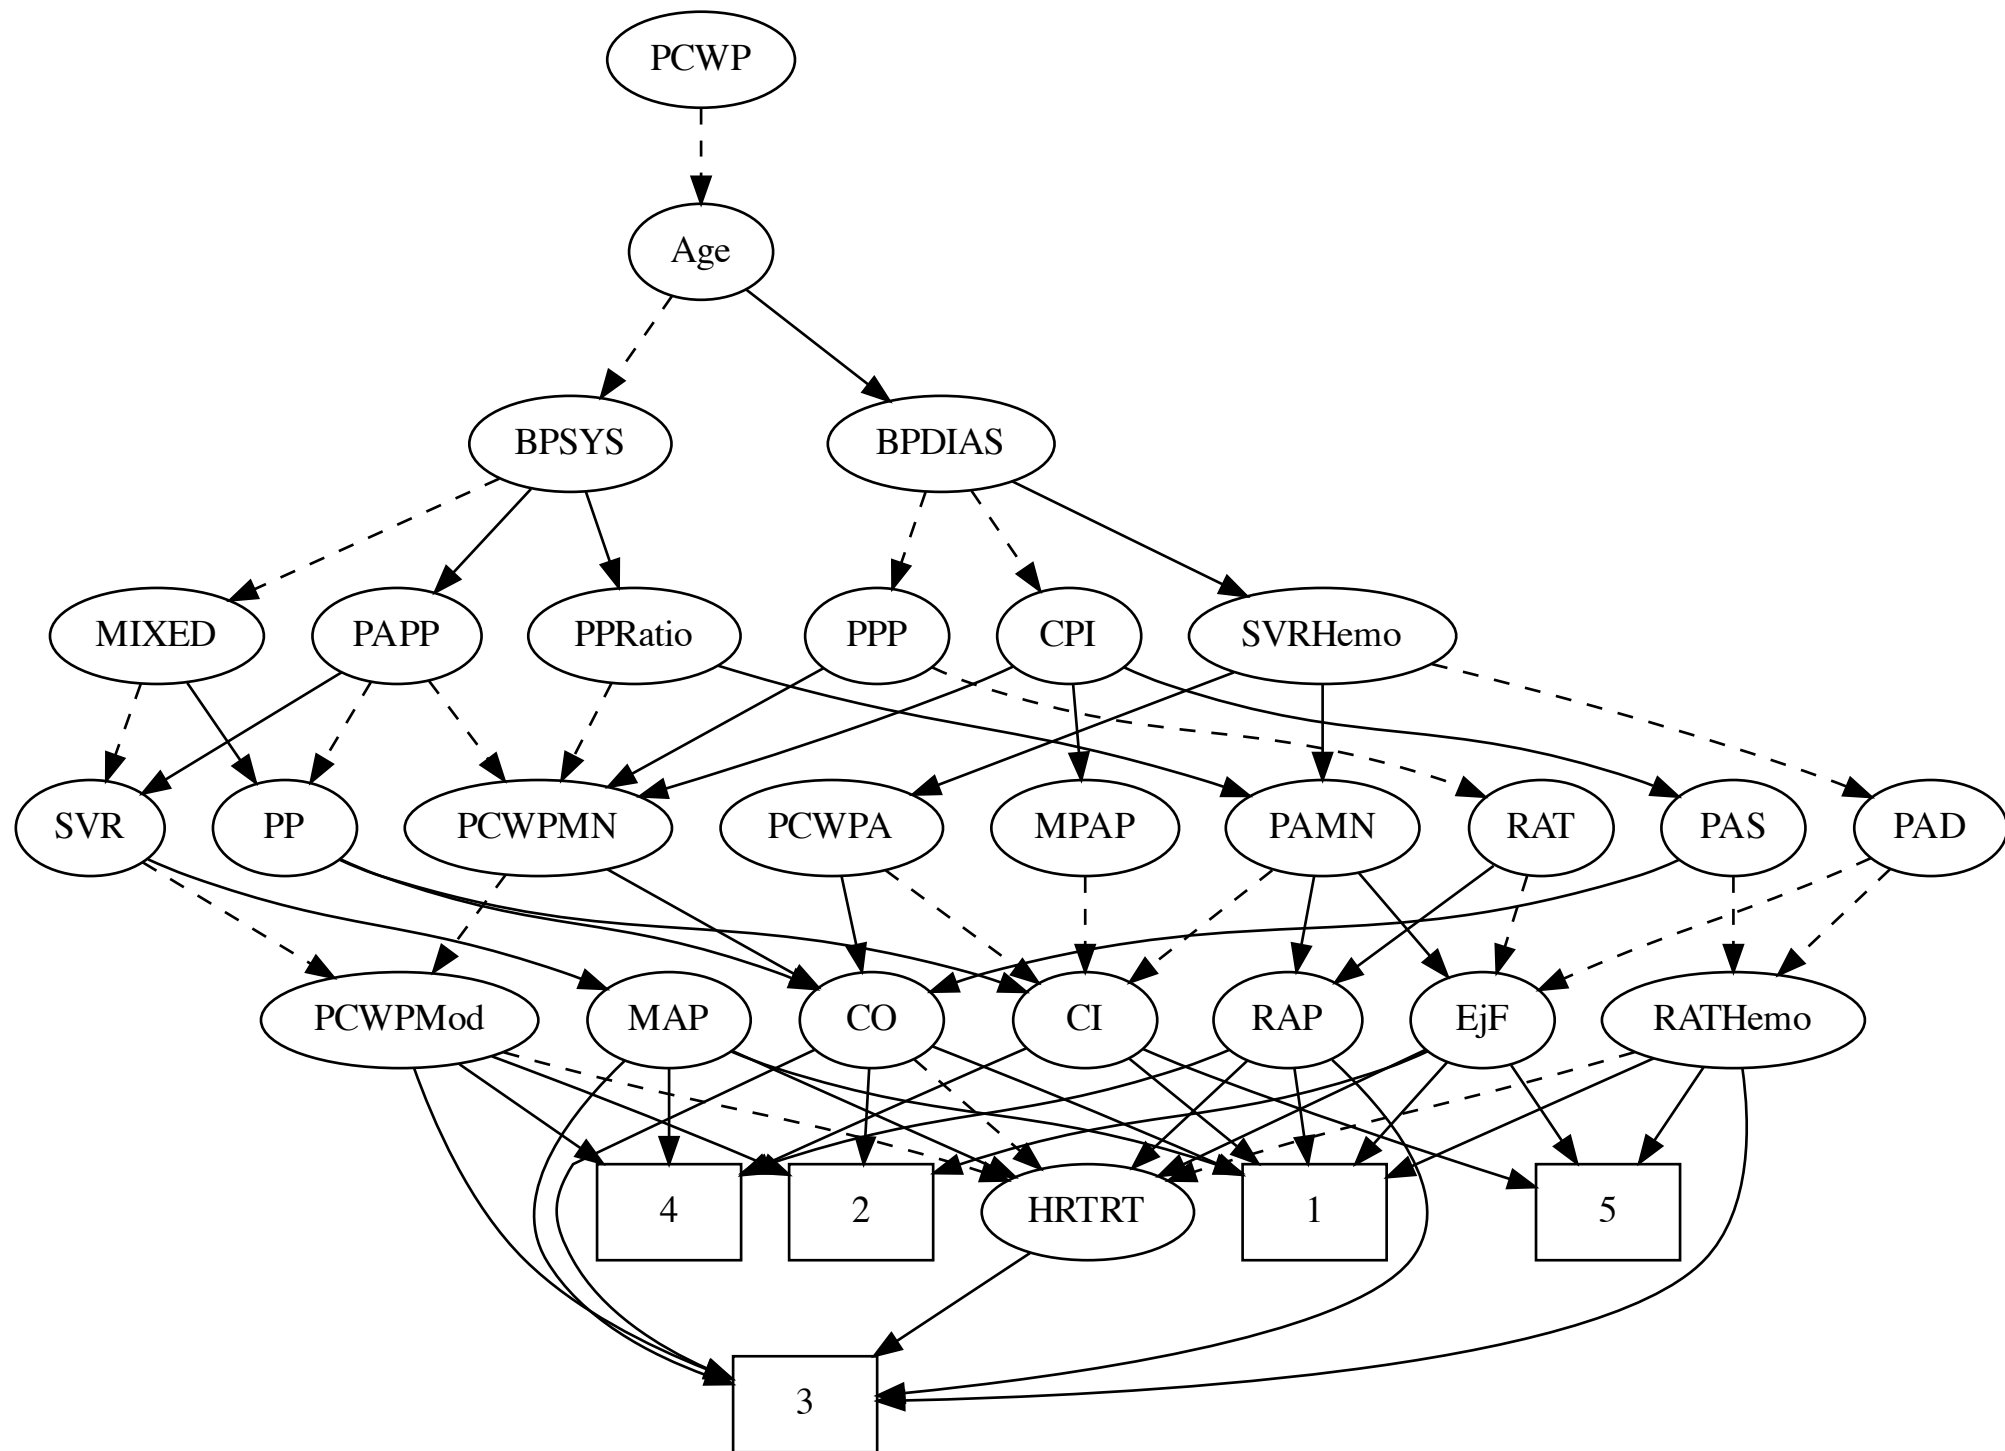 PCWP
Age
BPSYS
BPDIAS
MIXED
PAPP
PPRatio
PPP
CPI
SVRHemo
SVR
PP
PCWPMN
PCWPA
MPAP
PAMN
RAT
PAS
PAD
PCWPMod
MAP
CO
CI
RAP
EjF
RATHemo
4
2
HRTRT
1
5
3